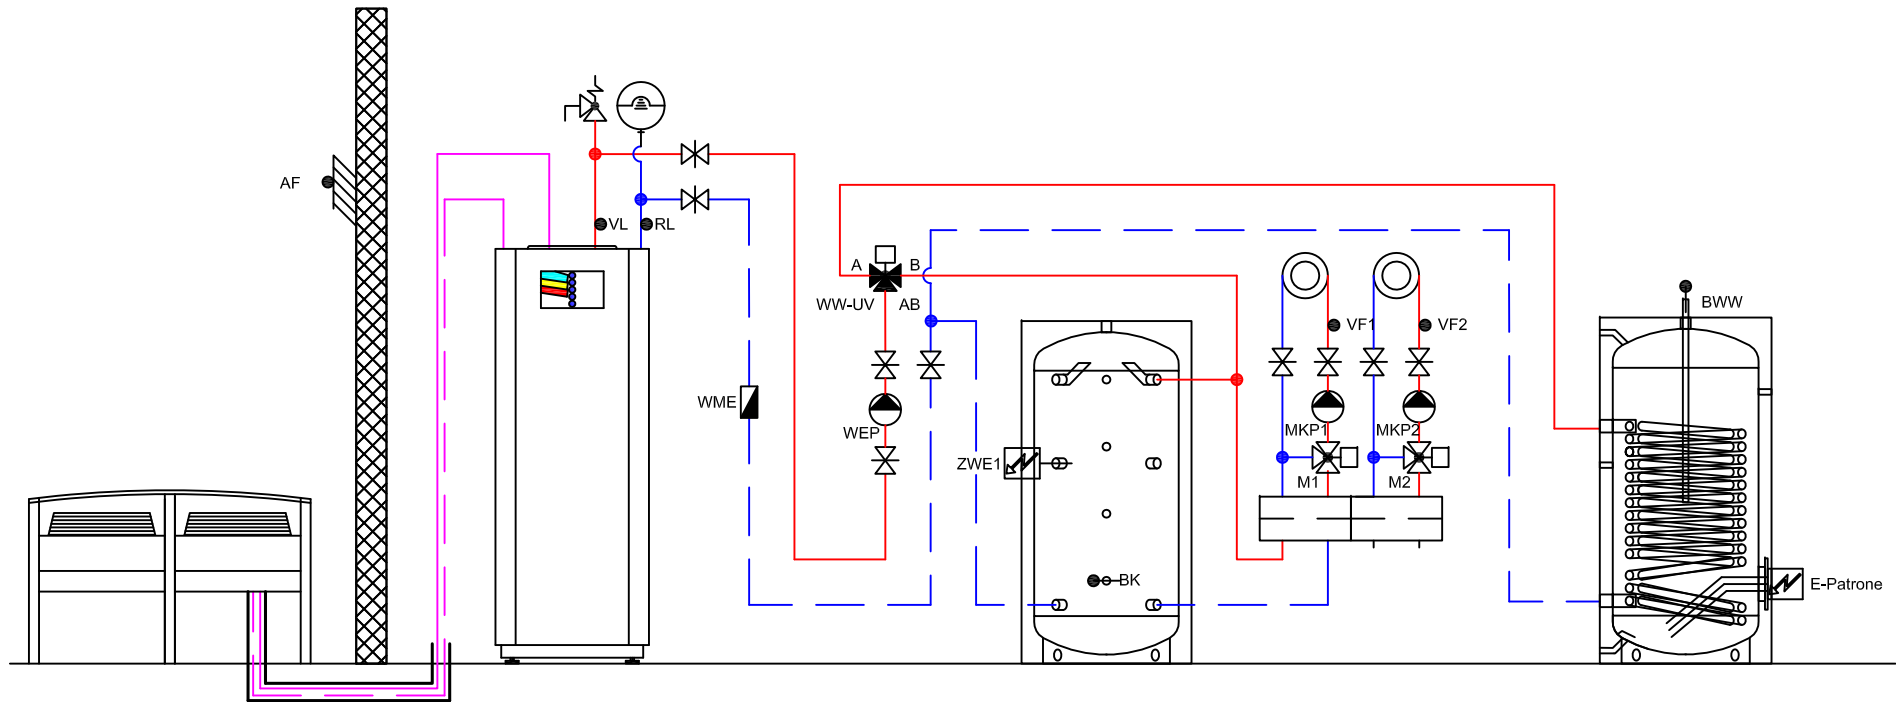 AF
VL
RL
A
B
WW-UV
AB
VF1
VF2
BWW
WME
WEP
MKP1
MKP2
ZWE1
M1
M2
BK
E-Patrone